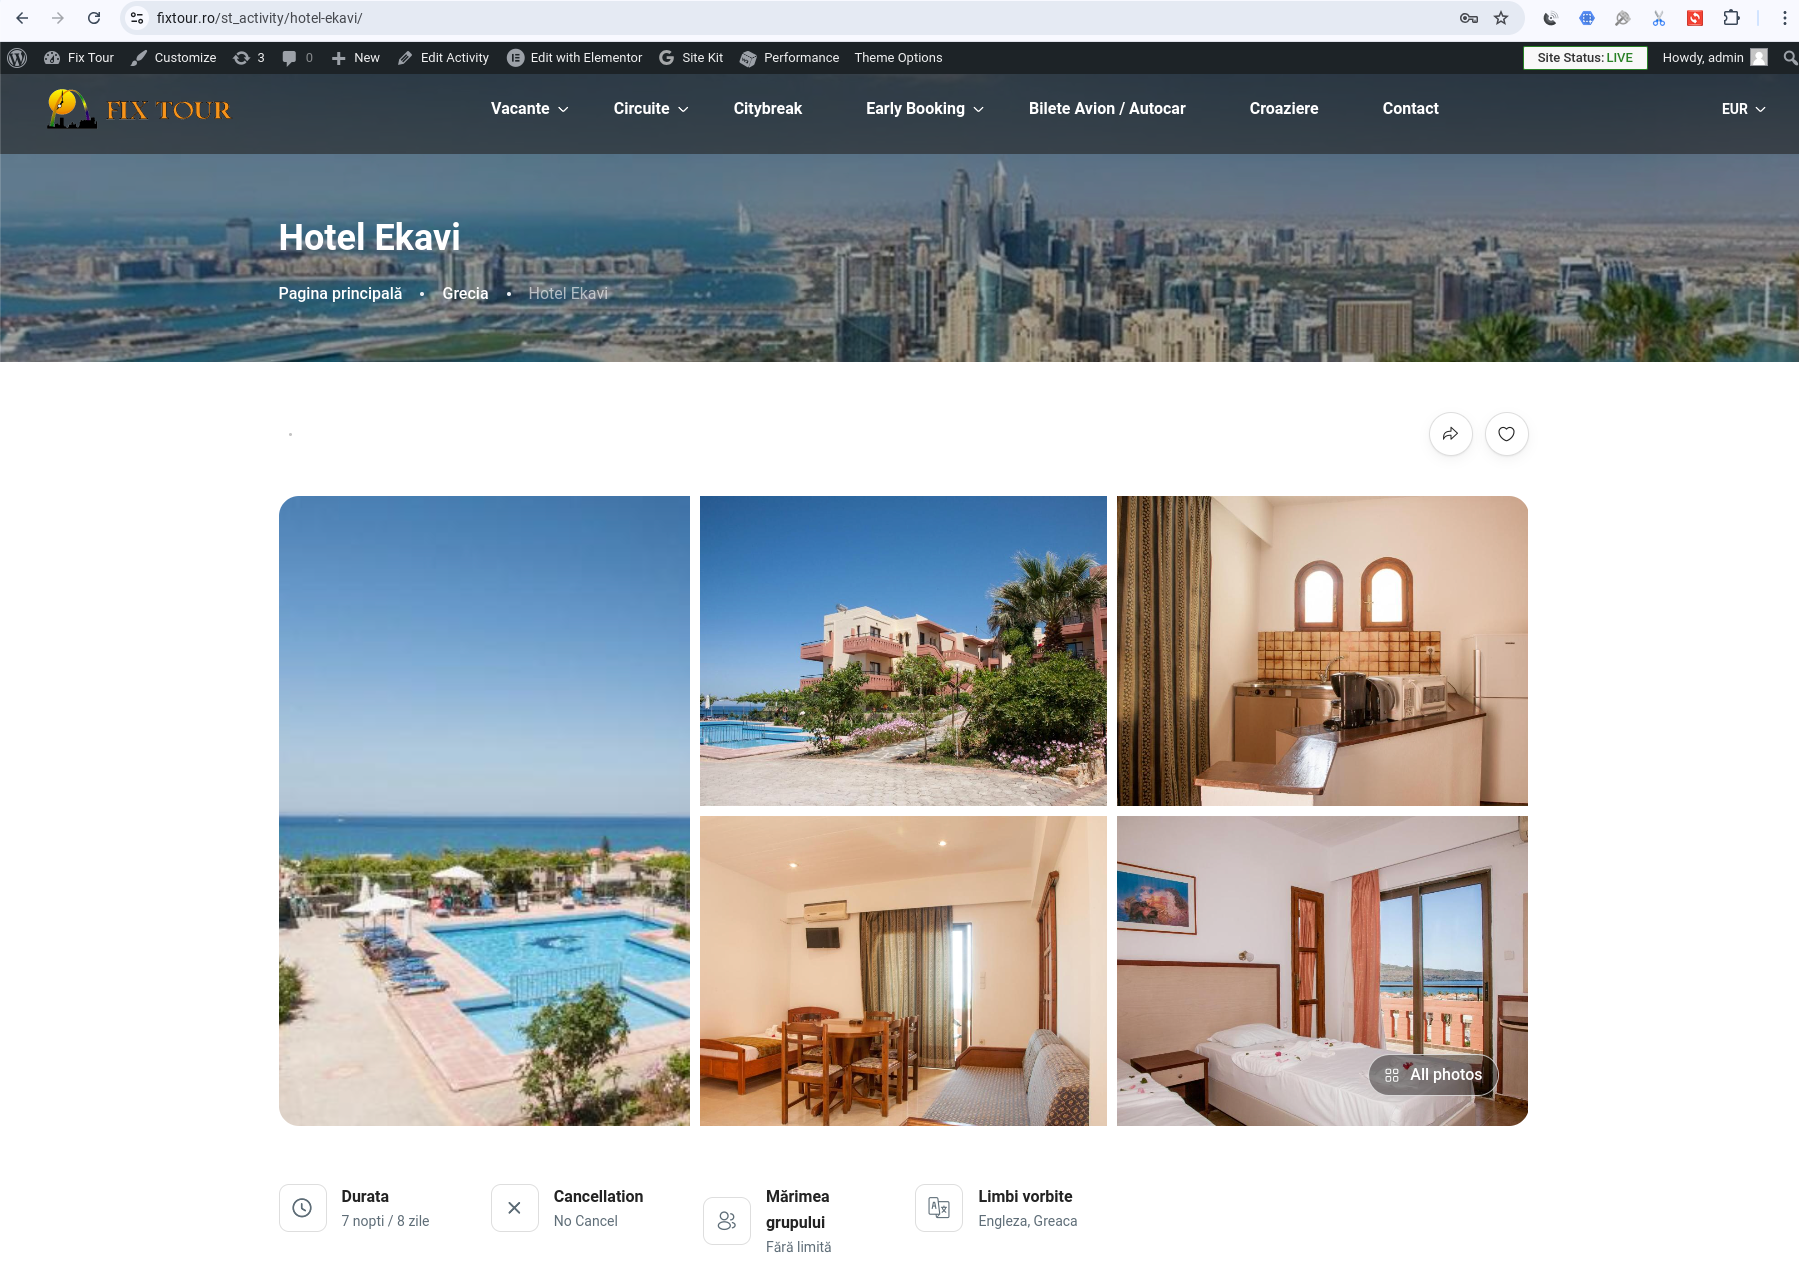 fixtour.ro/st_activity/hotel-ekavi/
Fix Tour Customize 3 0 New Edit Activity Edit with Elementor Site Kit Performance Theme Options Site Status: LIVE Howdy, admin
FIX TOUR Vacante Circuite Citybreak Early Booking Bilete Avion / Autocar Croaziere Contact EUR
Hotel Ekavi
Pagina principală • Grecia • Hotel Ekavi
All photos
Durata Cancellation Mărimea grupului Limbi vorbite
7 nopti / 8 zile No Cancel Fără limită Engleza, Greaca